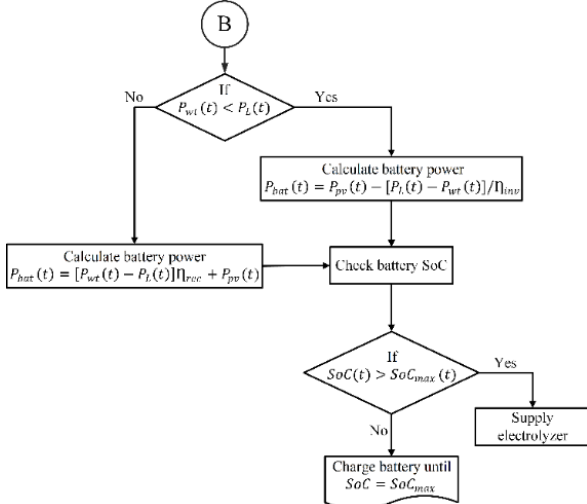 B
If
P_wt(t) < P_L(t)
No
Yes
Calculate battery power
P_bat(t) = P_pv(t) − [P_L(t) − P_wt(t)]/η_inv
Calculate battery power
P_bat(t) = [P_wt(t) − P_L(t)]η_rec + P_pv(t)
Check battery SoC
If
SoC(t) > SoC_max(t)
Yes
No
Supply
electrolyzer
Charge battery until
SoC = SoC_max